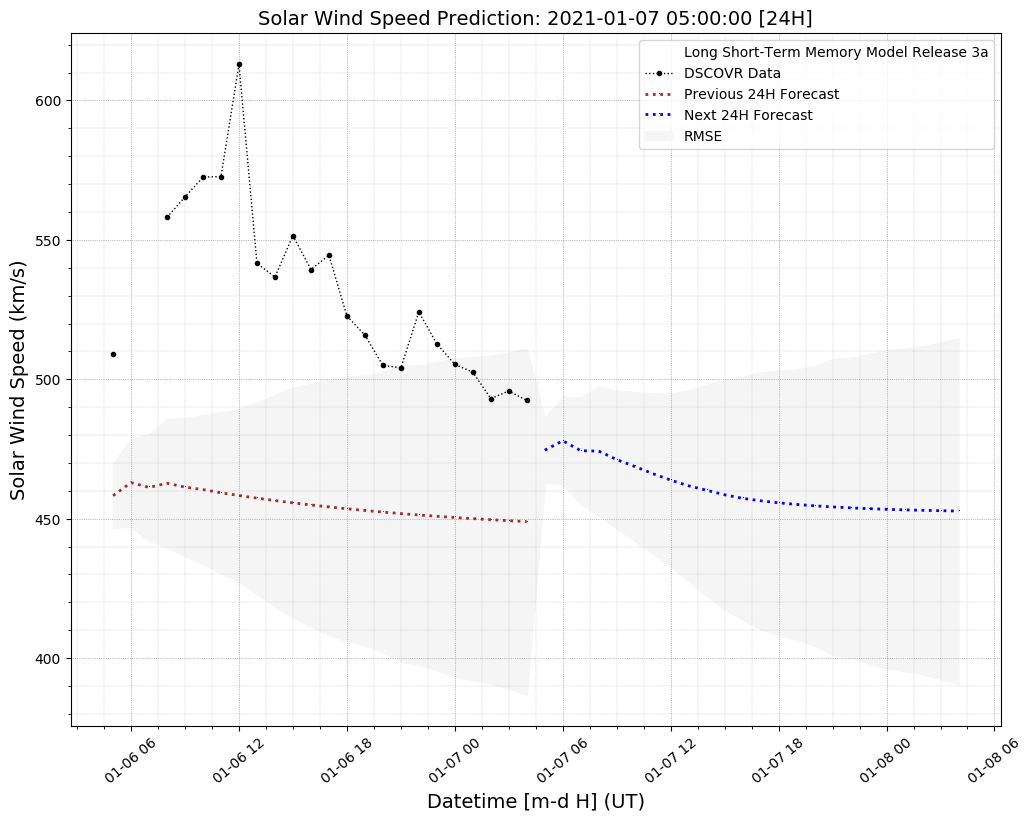 Solar Wind Speed Prediction: 2021-01-07 05:00:00 [24H]
Long Short-Term Memory Model Release 3a
DSCOVR Data
Previous 24H Forecast
Next 24H Forecast
RMSE
Solar Wind Speed (km/s)
600
550
500
450
400
01-06 06
01-06 12
01-06 18
01-07 00
01-07 06
01-07 12
01-07 18
01-08 00
01-08 06
Datetime [m-d H] (UT)